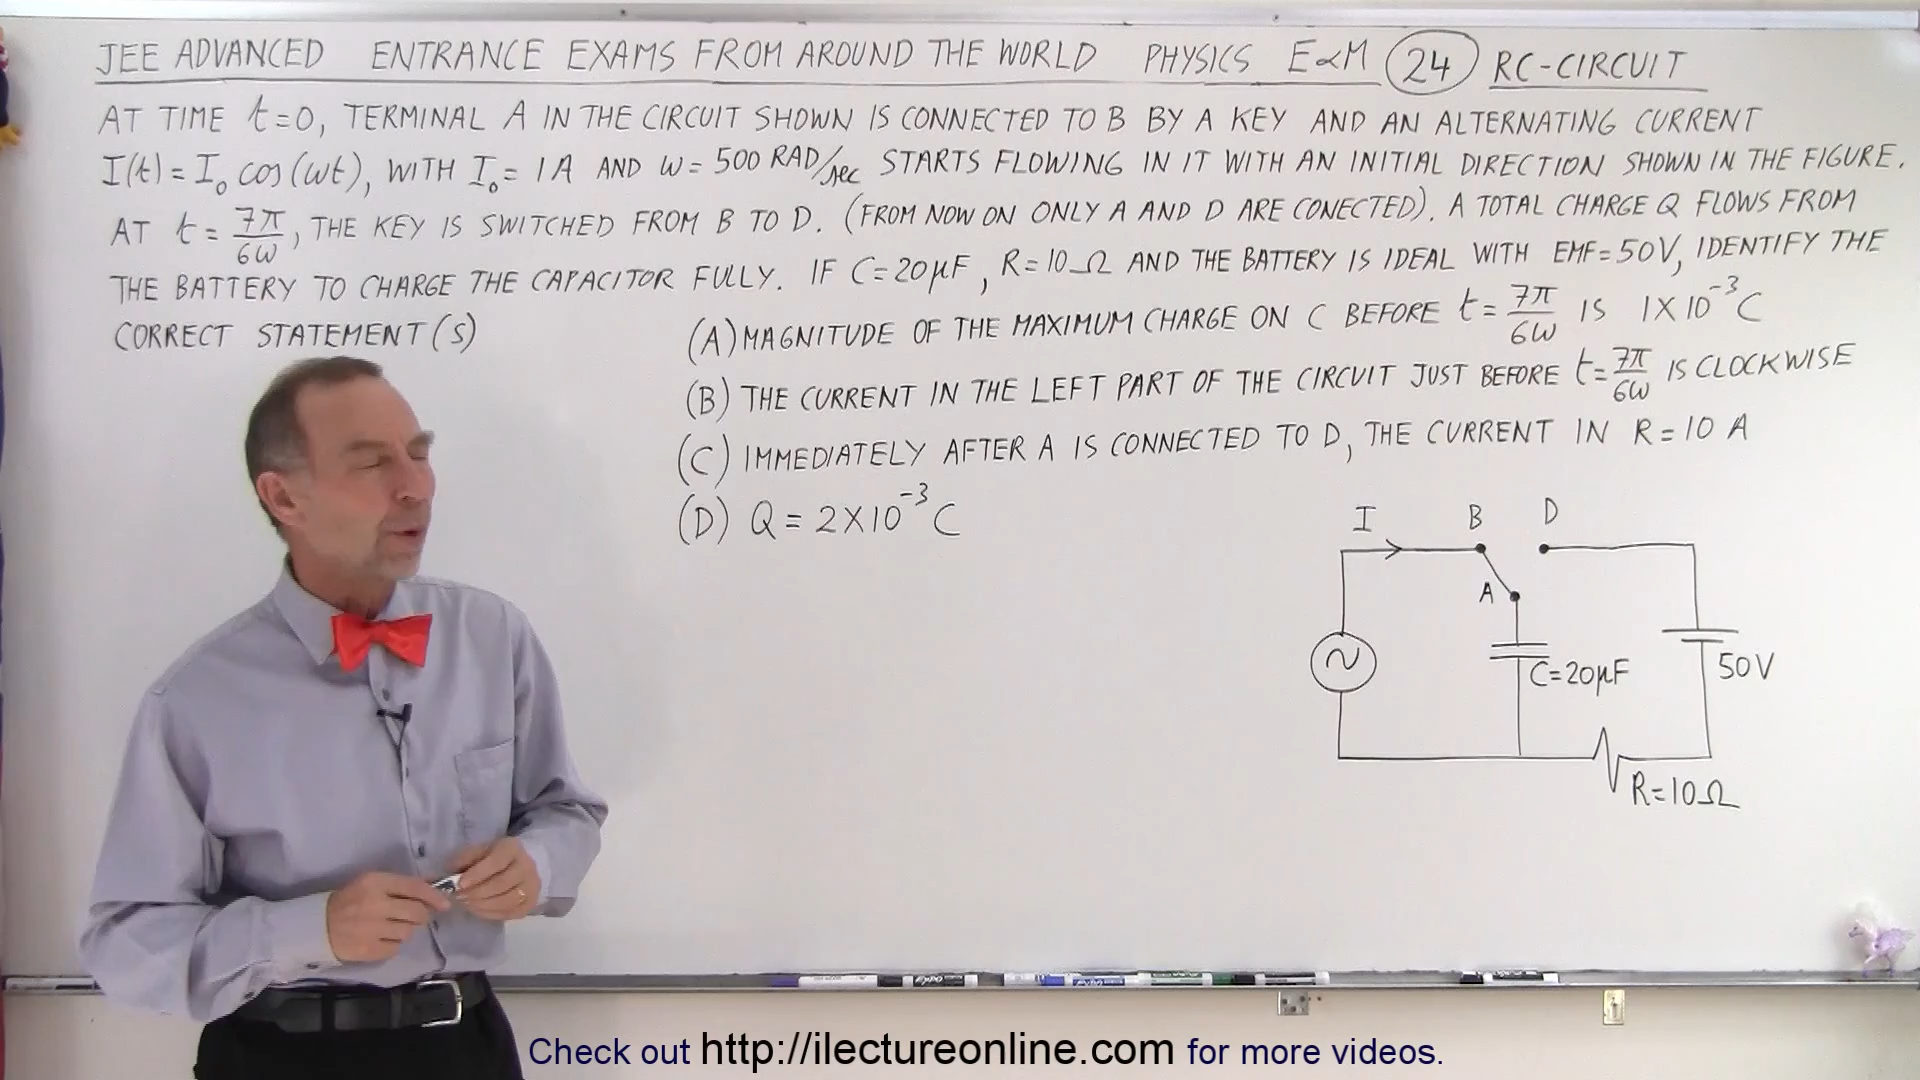 JEE ADVANCED ENTRANCE EXAMS FROM AROUND THE WORLD PHYSICS E&M 24 RC-CIRCUIT
AT TIME t=0, TERMINAL A IN THE CIRCUIT SHOWN IS CONNECTED TO B BY A KEY AND AN ALTERNATING CURRENT
I(t) = I₀ cos(ωt), WITH I₀ = 1A AND ω = 500 RAD/sec STARTS FLOWING IN IT WITH AN INITIAL DIRECTION SHOWN IN THE FIGURE.
AT t = 7π/6ω, THE KEY IS SWITCHED FROM B TO D. (FROM NOW ON ONLY A AND D ARE CONECTED). A TOTAL CHARGE Q FLOWS FROM
THE BATTERY TO CHARGE THE CAPACITOR FULLY. IF C=20μF, R=10Ω AND THE BATTERY IS IDEAL WITH EMF=50V, IDENTIFY THE
CORRECT STATEMENT(S)
(A) MAGNITUDE OF THE MAXIMUM CHARGE ON C BEFORE t = 7π/6ω IS 1X10⁻³ C
(B) THE CURRENT IN THE LEFT PART OF THE CIRCUIT JUST BEFORE t = 7π/6ω IS CLOCKWISE
(C) IMMEDIATELY AFTER A IS CONNECTED TO D, THE CURRENT IN R = 10 A
(D) Q = 2X10⁻³ C
I B D
A
C=20μF
50V
R=10Ω
Check out http://ilectureonline.com for more videos.